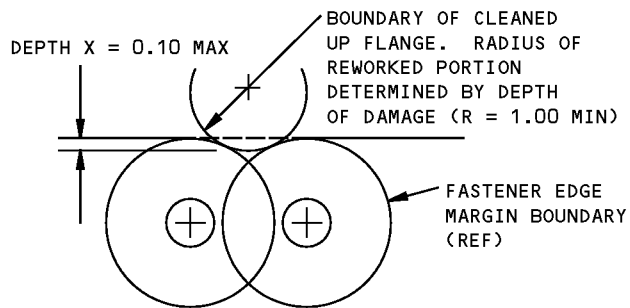 BOUNDARY OF CLEANED
UP FLANGE. RADIUS OF
REWORKED PORTION
DETERMINED BY DEPTH
OF DAMAGE (R = 1.00 MIN)
DEPTH X = 0.10 MAX
FASTENER EDGE
MARGIN BOUNDARY
(REF)